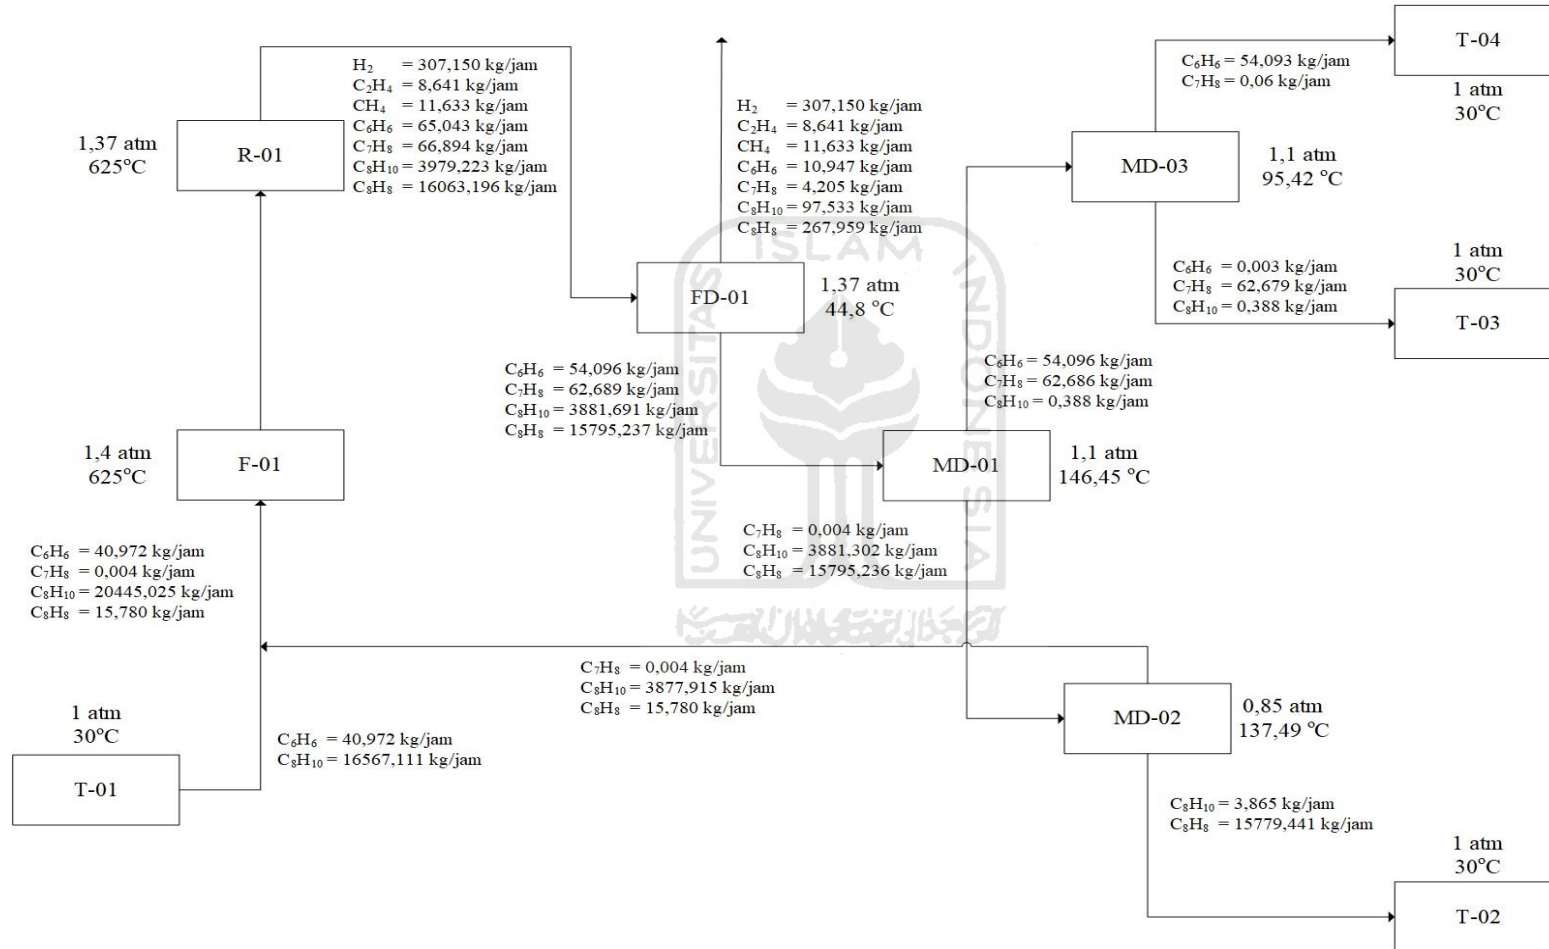 T-04
C₆H₆ = 54,093 kg/jam
C₇H₈ = 0,06 kg/jam
1 atm
30°C
H₂ = 307,150 kg/jam
C₂H₄ = 8,641 kg/jam
CH₄ = 11,633 kg/jam
C₆H₆ = 65,043 kg/jam
C₇H₈ = 66,894 kg/jam
C₈H₁₀ = 3979,223 kg/jam
C₈H₈ = 16063,196 kg/jam
H₂ = 307,150 kg/jam
C₂H₄ = 8,641 kg/jam
CH₄ = 11,633 kg/jam
C₆H₆ = 10,947 kg/jam
C₇H₈ = 4,205 kg/jam
C₈H₁₀ = 97,533 kg/jam
C₈H₈ = 267,959 kg/jam
1,37 atm
625°C
R-01
MD-03
1,1 atm
95,42 °C
C₆H₆ = 0,003 kg/jam
C₇H₈ = 62,679 kg/jam
C₈H₁₀ = 0,388 kg/jam
1 atm
30°C
T-03
FD-01
1,37 atm
44,8 °C
C₆H₆ = 54,096 kg/jam
C₇H₈ = 62,689 kg/jam
C₈H₁₀ = 3881,691 kg/jam
C₈H₈ = 15795,237 kg/jam
C₆H₆ = 54,096 kg/jam
C₇H₈ = 62,686 kg/jam
C₈H₁₀ = 0,388 kg/jam
1,4 atm
625°C
F-01
MD-01
1,1 atm
146,45 °C
C₆H₆ = 40,972 kg/jam
C₇H₈ = 0,004 kg/jam
C₈H₁₀ = 20445,025 kg/jam
C₈H₈ = 15,780 kg/jam
C₇H₈ = 0,004 kg/jam
C₈H₁₀ = 3881,302 kg/jam
C₈H₈ = 15795,236 kg/jam
C₇H₈ = 0,004 kg/jam
C₈H₁₀ = 3877,915 kg/jam
C₈H₈ = 15,780 kg/jam
MD-02
0,85 atm
137,49 °C
1 atm
30°C
T-01
C₆H₆ = 40,972 kg/jam
C₈H₁₀ = 16567,111 kg/jam
C₈H₁₀ = 3,865 kg/jam
C₈H₈ = 15779,441 kg/jam
1 atm
30°C
T-02
UNIVERSITAS
ISLAM
INDONESIA